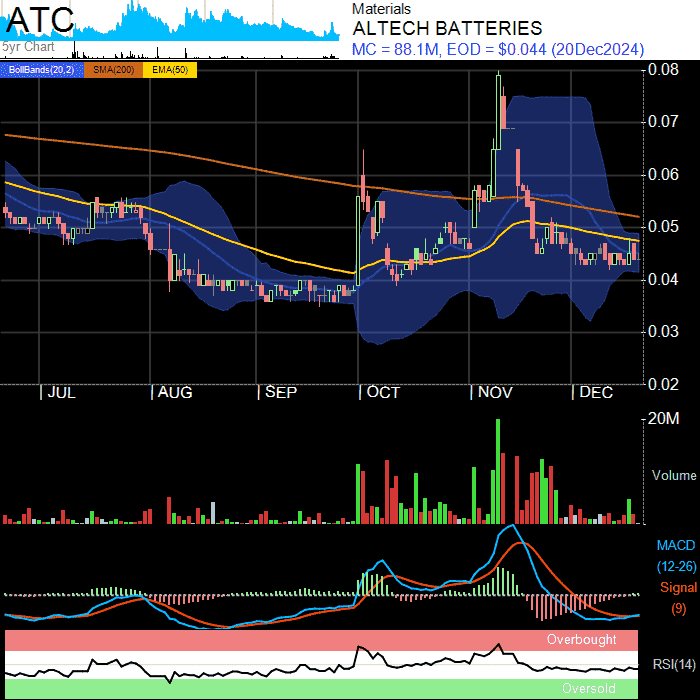 ATC
5yr Chart
Materials
ALTECH BATTERIES
MC = 88.1M, EOD = $0.044 (20Dec2024)
BollBands(20,2) SMA(200) EMA(50)
0.08
0.07
0.06
0.05
0.04
0.03
0.02
JUL AUG SEP OCT NOV DEC
20M
Volume
MACD
(12-26)
Signal
(9)
Overbought
RSI(14)
Oversold